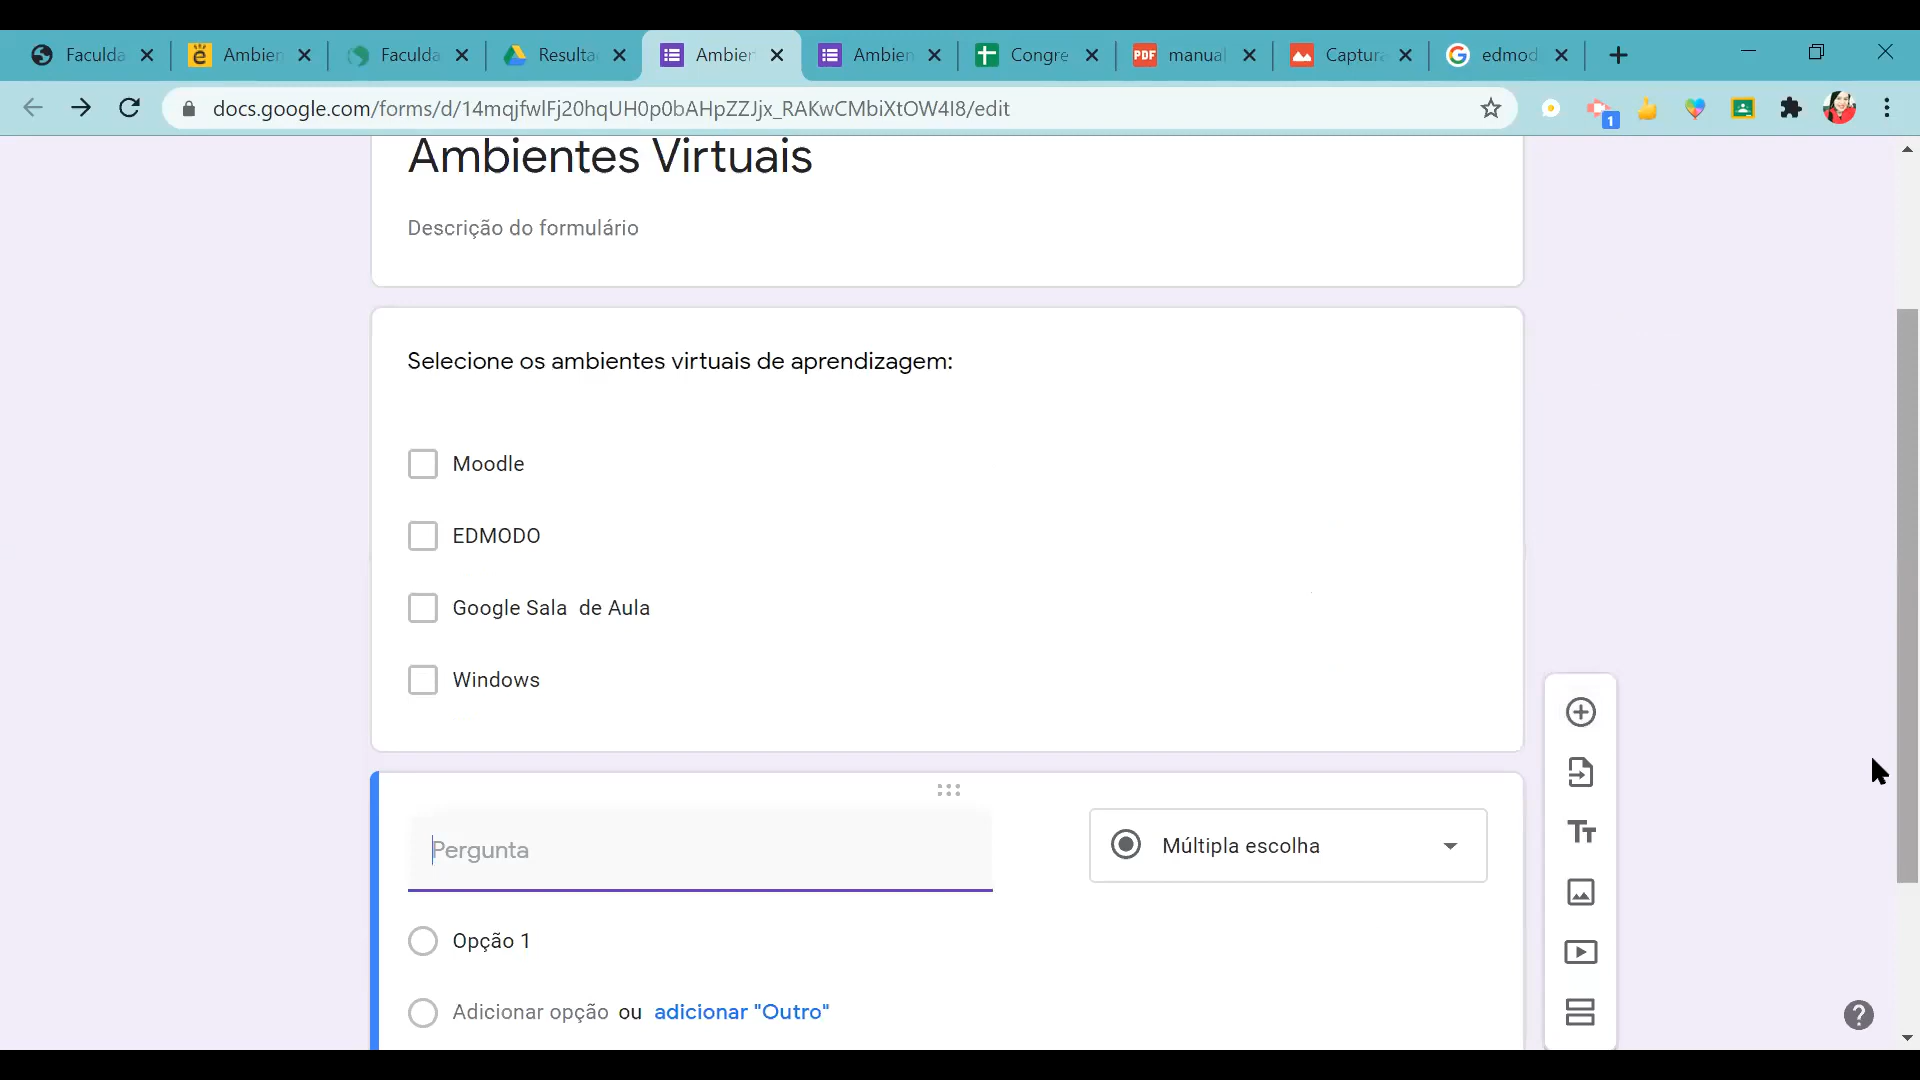 Faculda
Ambien
Faculda
Resulta
Ambien
Ambien
Congre
PDF
manual
Captura
edmod
docs.google.com/forms/d/14mqjfwlFj20hqUH0p0bAHpZZJjx_RAKwCMbiXtOW4I8/edit
1
Ambientes Virtuais
Descrição do formulário
Selecione os ambientes virtuais de aprendizagem:
Moodle
EDMODO
Google Sala  de Aula
Windows
Pergunta
Múltipla escolha
Opção 1
Adicionar opção ou adicionar "Outro"